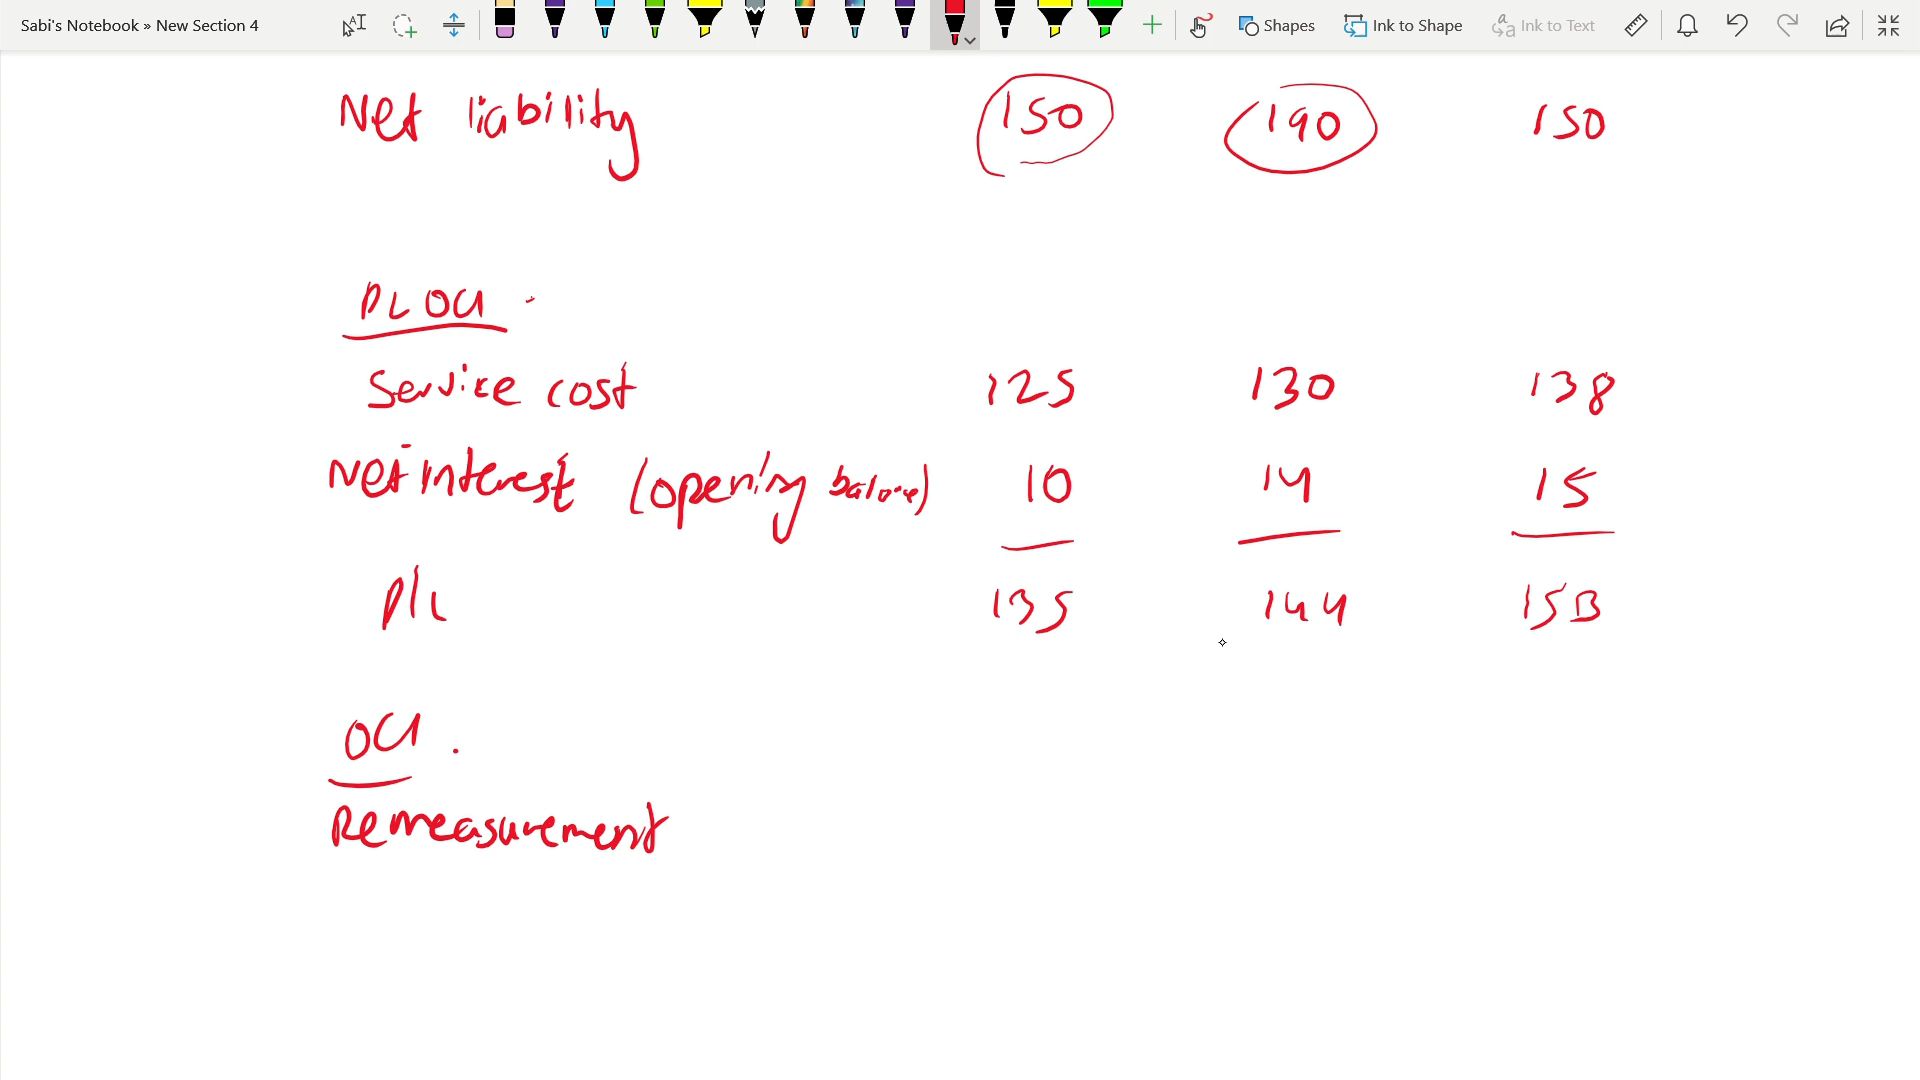 Sabi's Notebook » New Section 4 Shapes Ink to Shape Ink to Text
Net liability 150 190 150
PLOCI
Service cost 125 130 138
Net interest (opening balance) 10 14 15
P/L 135 144 153
OCI.
Remeasurement